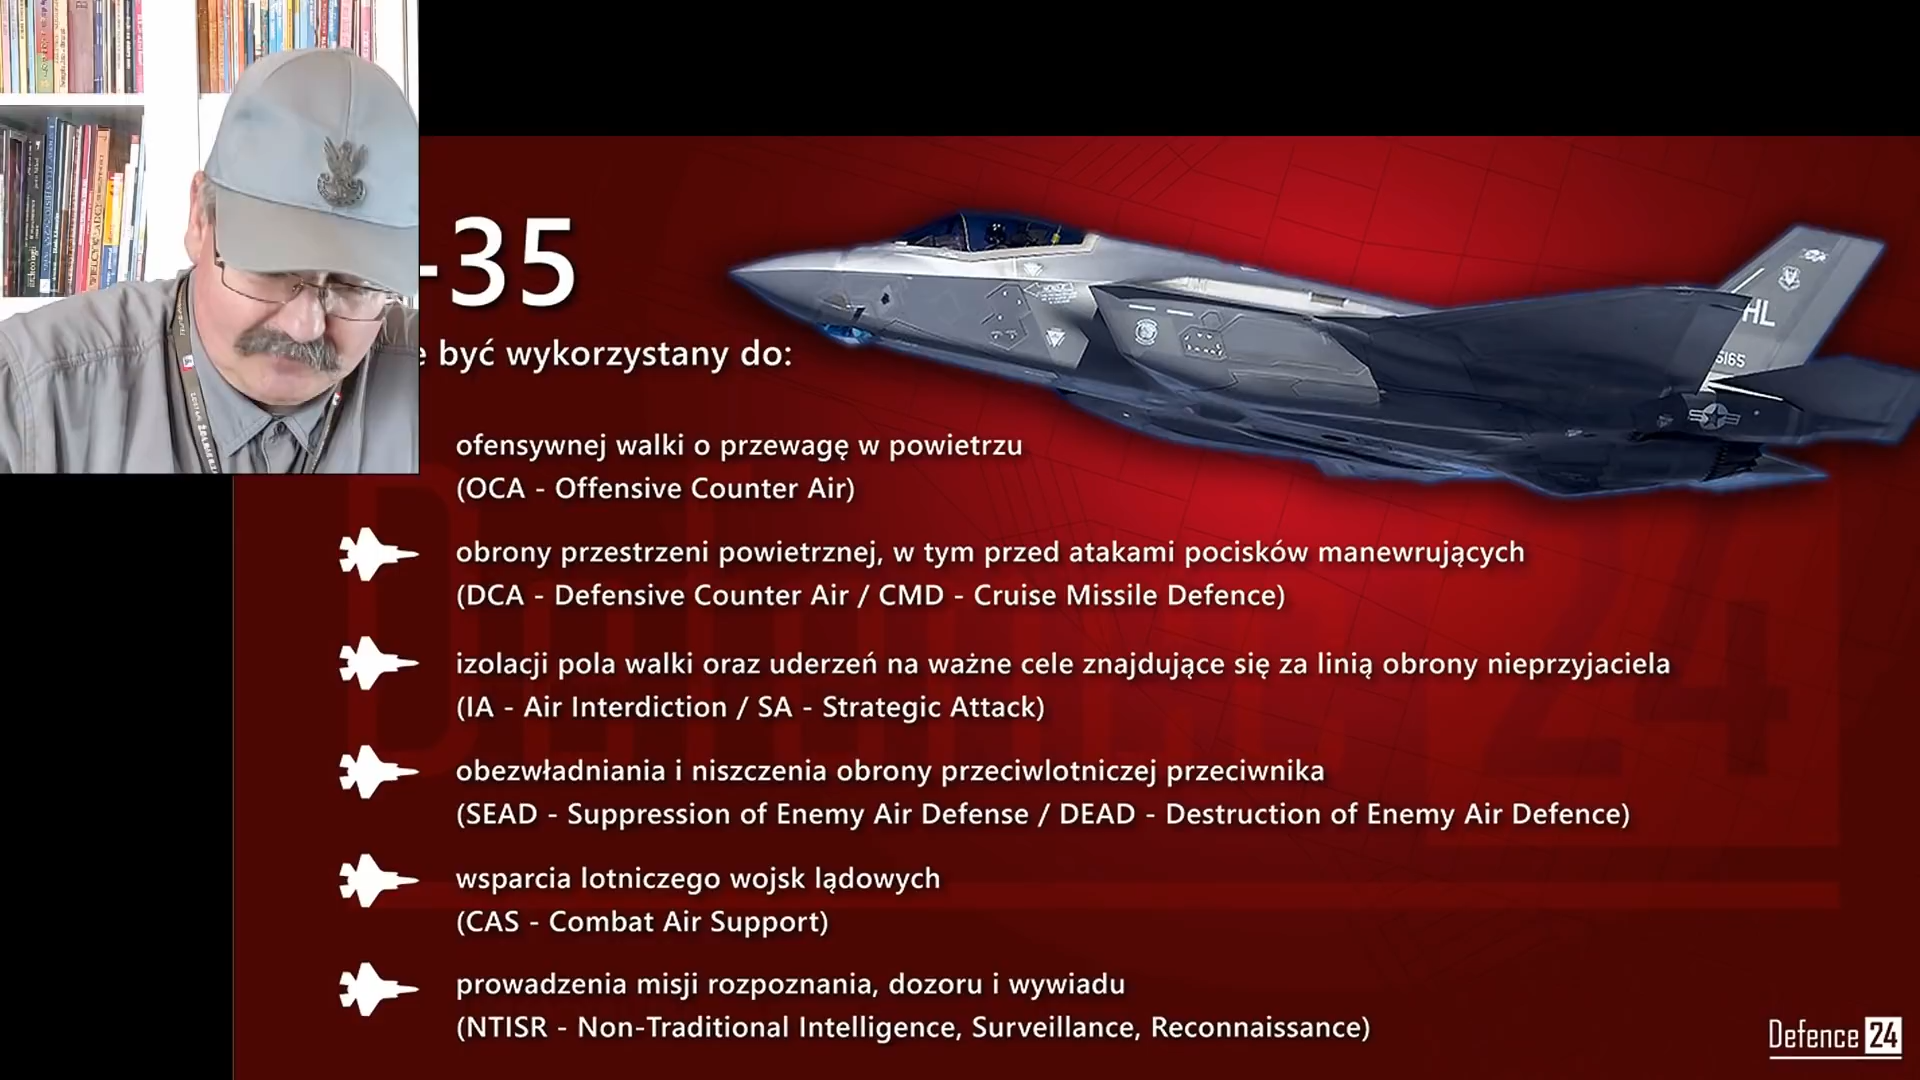 -35
być wykorzystany do:
ofensywnej walki o przewagę w powietrzu
(OCA - Offensive Counter Air)
obrony przestrzeni powietrznej, w tym przed atakami pocisków manewrujących
(DCA - Defensive Counter Air / CMD - Cruise Missile Defence)
izolacji pola walki oraz uderzeń na ważne cele znajdujące się za linią obrony nieprzyjaciela
(IA - Air Interdiction / SA - Strategic Attack)
obezwładniania i niszczenia obrony przeciwlotniczej przeciwnika
(SEAD - Suppression of Enemy Air Defense / DEAD - Destruction of Enemy Air Defence)
wsparcia lotniczego wojsk lądowych
(CAS - Combat Air Support)
prowadzenia misji rozpoznania, dozoru i wywiadu
(NTISR - Non-Traditional Intelligence, Surveillance, Reconnaissance)
HL
5165
Defence 24